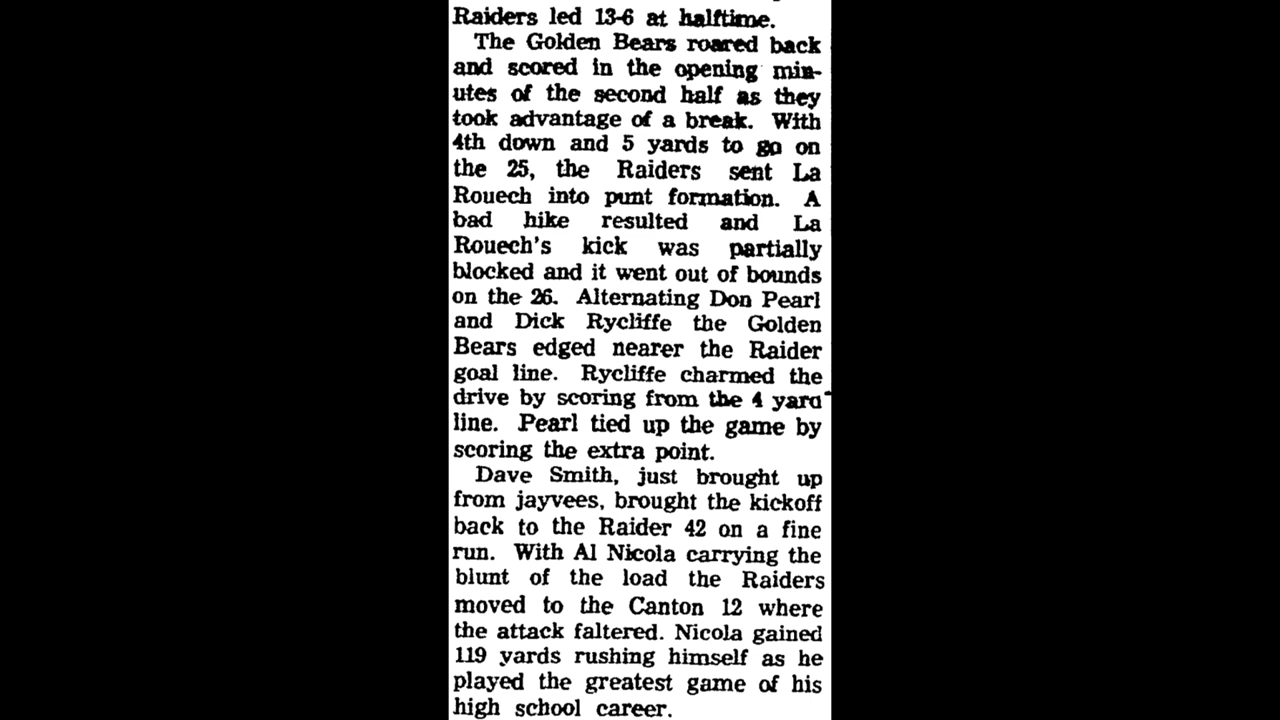 Raiders led 13-6 at halftime.
The Golden Bears roared back
and scored in the opening min-
utes of the second half as they
took advantage of a break. With
4th down and 5 yards to go on
the 25, the Raiders sent La
Rouech into punt formation. A
bad hike resulted and La
Rouech's kick was partially
blocked and it went out of bounds
on the 26. Alternating Don Pearl
and Dick Rycliffe the Golden
Bears edged nearer the Raider
goal line. Rycliffe charmed the
drive by scoring from the 4 yard
line. Pearl tied up the game by
scoring the extra point.
Dave Smith, just brought up
from jayvees, brought the kickoff
back to the Raider 42 on a fine
run. With Al Nicola carrying the
blunt of the load the Raiders
moved to the Canton 12 where
the attack faltered. Nicola gained
119 yards rushing himself as he
played the greatest game of his
high school career.